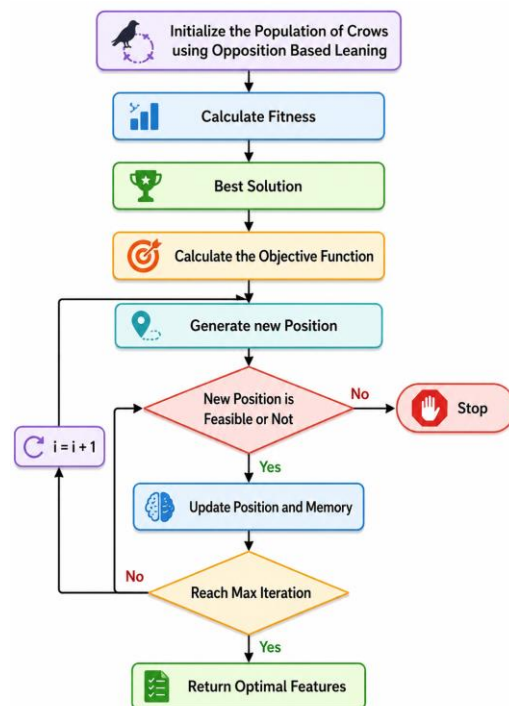 Initialize the Population of Crows
using Opposition Based Leaning
Calculate Fitness
Best Solution
Calculate the Objective Function
Generate new Position
New Position is
Feasible or Not
No
Stop
i = i + 1
Yes
Update Position and Memory
No
Reach Max Iteration
Yes
Return Optimal Features